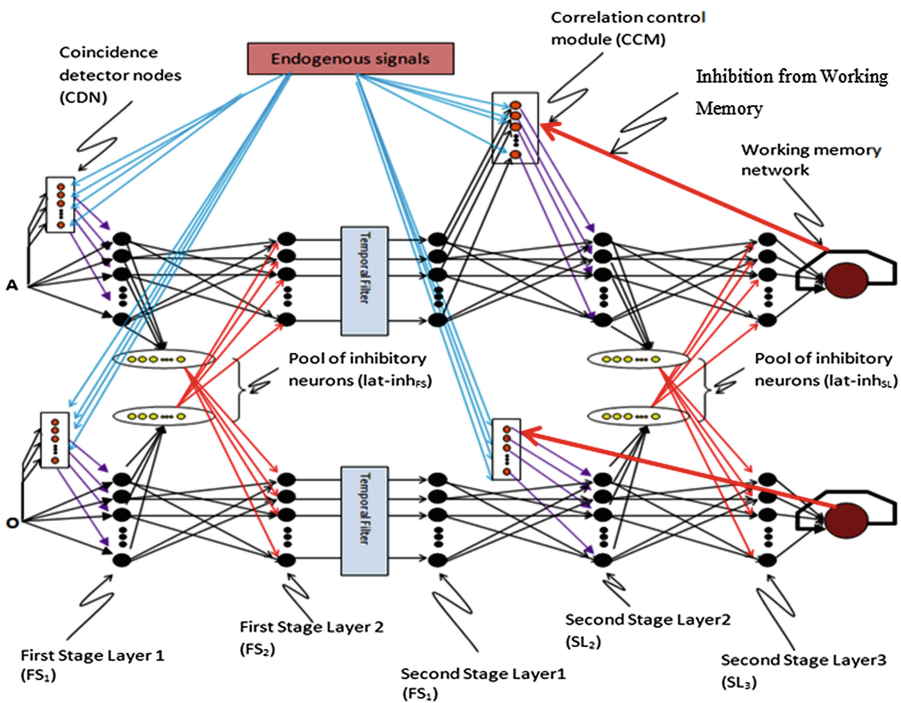 Coincidence
detector nodes
(CDN)
Endogenous signals
Correlation control
module (CCM)
Inhibition from Working
Memory
Working memory
network
A
Temporal Filter
Pool of inhibitory
neurons (lat-inhFS)
Pool of inhibitory
neurons (lat-inhSL)
O
Temporal Filter
First Stage Layer 1
(FS1)
First Stage Layer 2
(FS2)
Second Stage Layer1
(FS1)
Second Stage Layer2
(SL2)
Second Stage Layer3
(SL3)